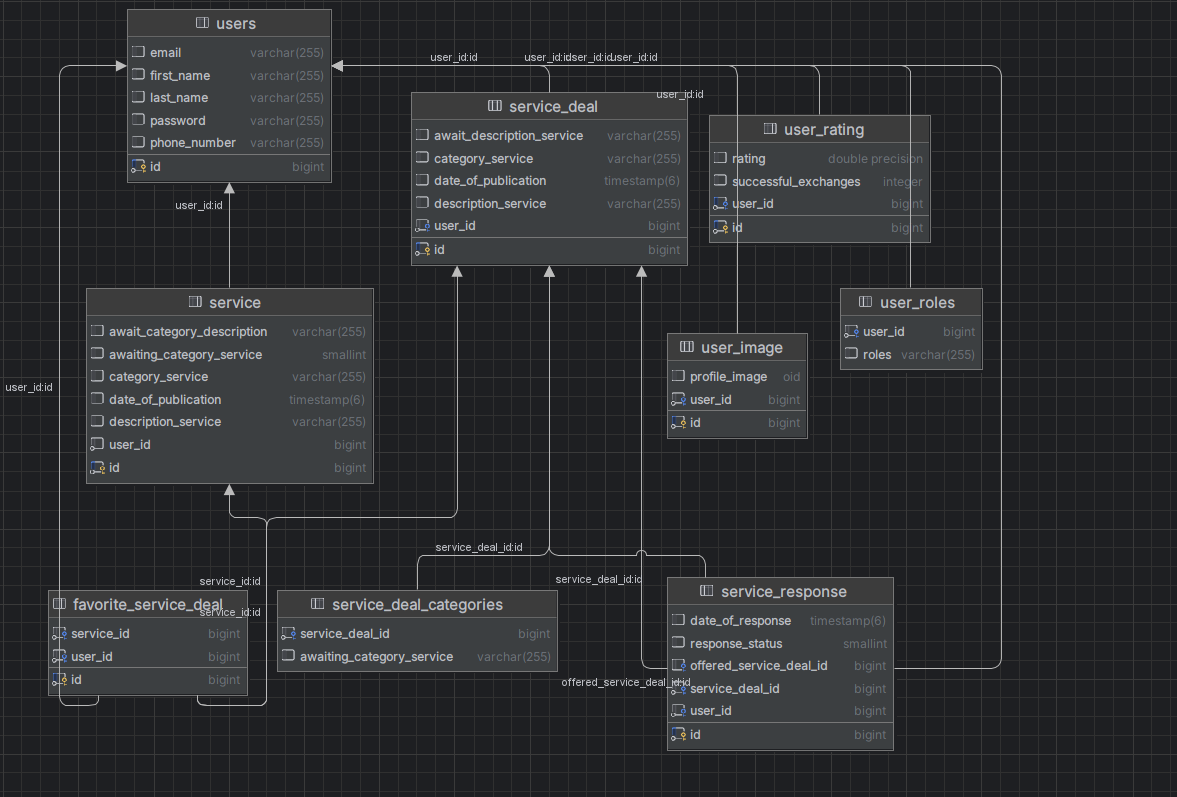 users
email varchar(255)
first_name varchar(255)
last_name varchar(255)
password varchar(255)
phone_number varchar(255)
id bigint
user_id:id
user_id:id
user_id:id
user_id:id
user_id:id
service_deal
await_description_service varchar(255)
category_service varchar(255)
date_of_publication timestamp(6)
description_service varchar(255)
user_id bigint
id bigint
user_rating
rating double precision
successful_exchanges integer
user_id bigint
id bigint
user_id:id
service
await_category_description varchar(255)
awaiting_category_service smallint
category_service varchar(255)
date_of_publication timestamp(6)
description_service varchar(255)
user_id bigint
id bigint
user_roles
user_id bigint
roles varchar(255)
user_image
profile_image oid
user_id bigint
id bigint
user_id:id
service_deal_id:id
service_id:id
service_deal_id:id
favorite_service_deal
service_id:id
service_id bigint
user_id bigint
id bigint
service_deal_categories
service_deal_id bigint
awaiting_category_service varchar(255)
service_response
date_of_response timestamp(6)
response_status smallint
offered_service_deal_id bigint
offered_service_deal_id:id
service_deal_id bigint
user_id bigint
id bigint